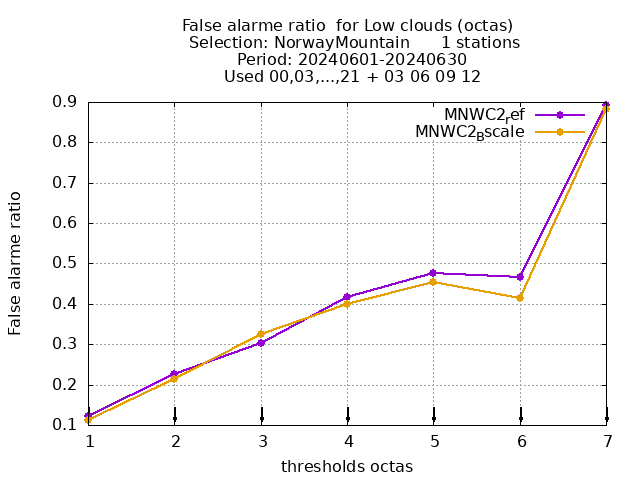 False alarme ratio  for Low clouds (octas)
Selection: NorwayMountain      1 stations
Period: 20240601-20240630
Used 00,03,...,21 + 03 06 09 12
MNWC2ref
MNWC2Bscale
0.9
0.8
0.7
0.6
0.5
0.4
0.3
0.2
0.1
False alarme ratio
1 2 3 4 5 6 7
thresholds octas